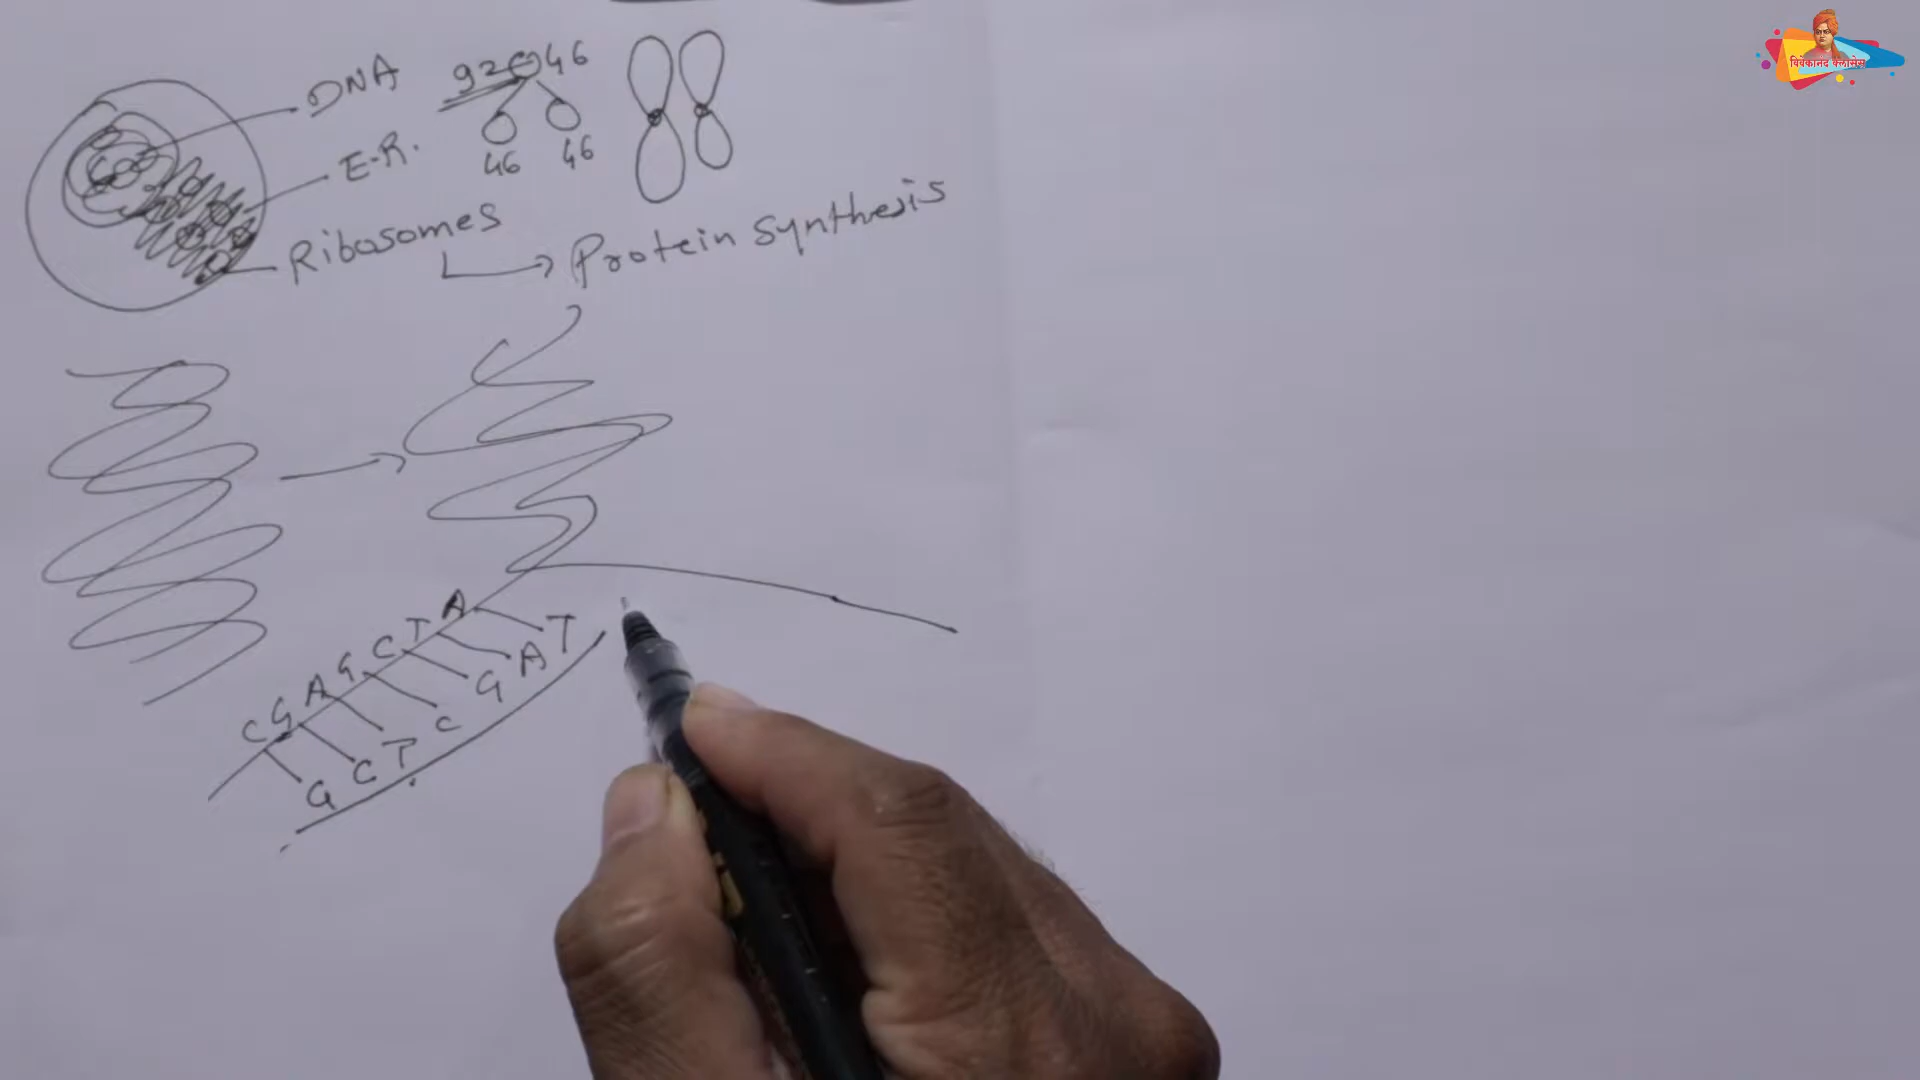 विवेकानंद क्लासेस
DNA
92 46
46 46
E.R.
Ribosomes
Protein synthesis
C G A G C T A
G C T C G A T